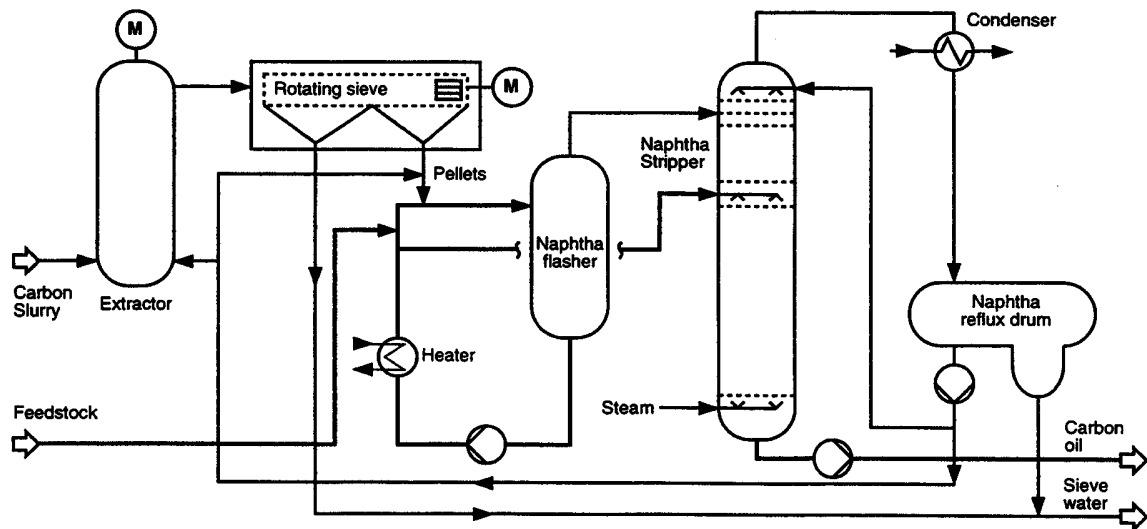 M
Condenser
Rotating sieve
M
Naphtha
Stripper
Pellets
Naphtha
flasher
Carbon
Slurry
Extractor
Naphtha
reflux drum
Heater
Feedstock
Steam
Carbon
oil
Sieve
water